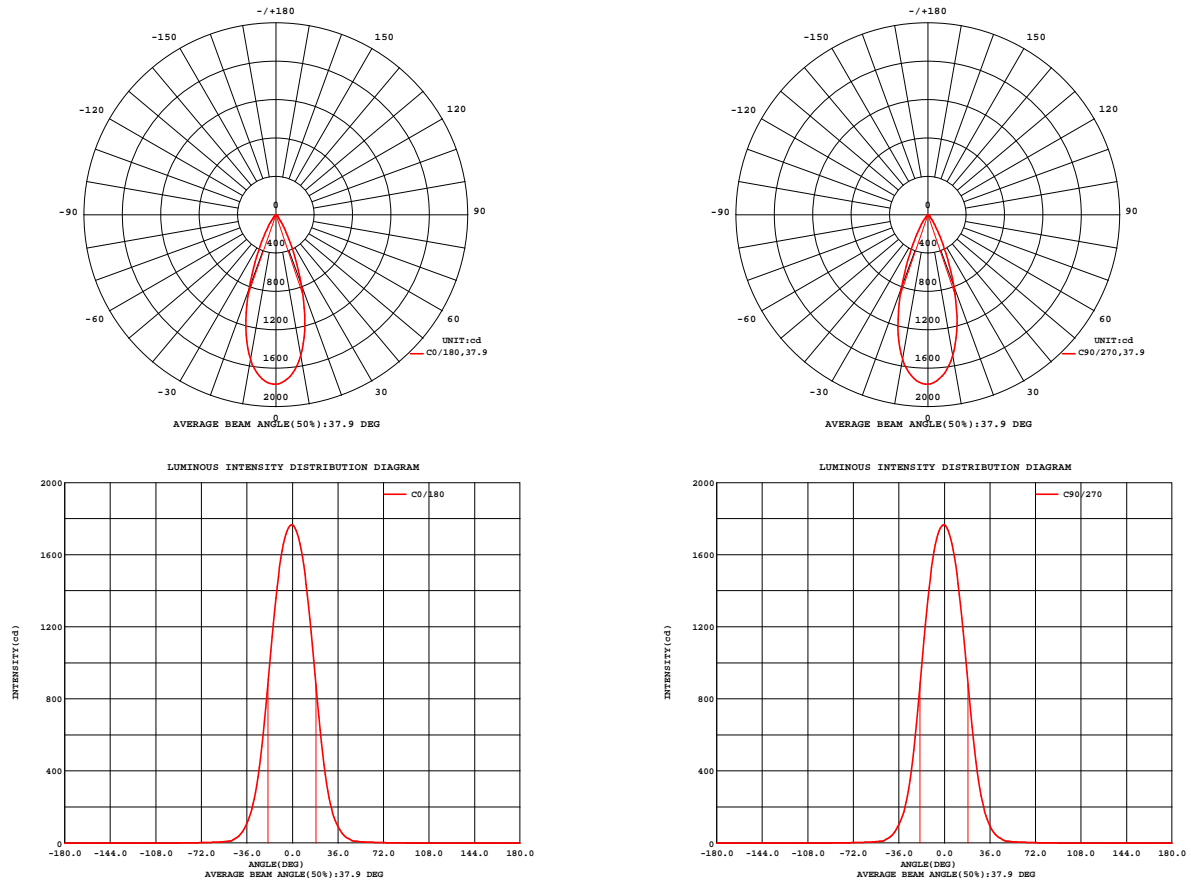 -/+180
-150 150
-120 120
-90 90
-60 60
-30 30
0
400
800
1200
1600
2000
0
UNIT:cd
C0/180,37.9
AVERAGE BEAM ANGLE(50%):37.9 DEG
-/+180
-150 150
-120 120
-90 90
-60 60
-30 30
0
400
800
1200
1600
2000
0
UNIT:cd
C90/270,37.9
AVERAGE BEAM ANGLE(50%):37.9 DEG
LUMINOUS INTENSITY DISTRIBUTION DIAGRAM
C0/180
INTENSITY(cd)
2000
1600
1200
800
400
0
-180.0 -144.0 -108.0 -72.0 -36.0 0.0 36.0 72.0 108.0 144.0 180.0
ANGLE(DEG)
AVERAGE BEAM ANGLE(50%):37.9 DEG
LUMINOUS INTENSITY DISTRIBUTION DIAGRAM
C90/270
INTENSITY(cd)
2000
1600
1200
800
400
0
-180.0 -144.0 -108.0 -72.0 -36.0 0.0 36.0 72.0 108.0 144.0 180.0
ANGLE(DEG)
AVERAGE BEAM ANGLE(50%):37.9 DEG